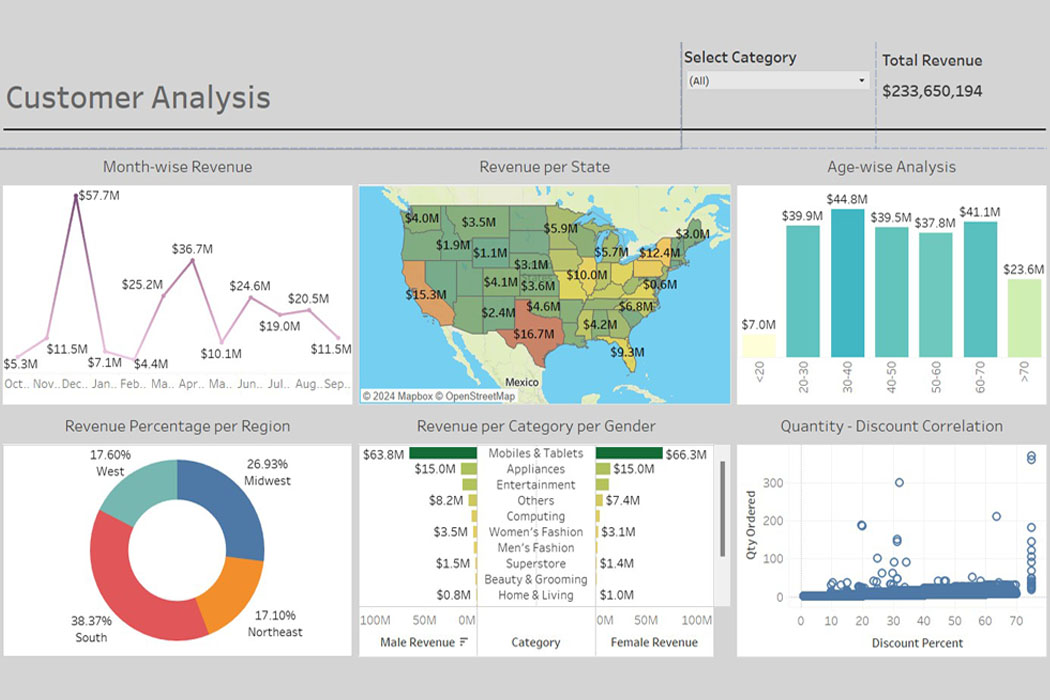 Customer Analysis
Select Category
(All)
Total Revenue
$233,650,194
Month-wise Revenue
$57.7M
$36.7M
$25.2M
$24.6M
$20.5M
$19.0M
$11.5M
$10.1M
$11.5M
$7.1M
$4.4M
$5.3M
Oct.. Nov.. Dec.. Jan.. Feb.. Ma.. Apr.. Ma.. Jun.. Jul.. Aug.. Sep..
Revenue per State
$4.0M
$3.5M
$5.9M
$3.0M
$1.9M
$1.1M
$5.7M
$12.4M
$3.1M
$10.0M
$4.1M
$3.6M
$0.6M
$15.3M
$2.4M
$4.6M
$6.8M
$4.2M
$16.7M
$9.3M
Mexico
© 2024 Mapbox © OpenStreetMap
Age-wise Analysis
$7.0M
$39.9M
$44.8M
$39.5M
$37.8M
$41.1M
$23.6M
<20
20-30
30-40
40-50
50-60
60-70
>70
Revenue Percentage per Region
17.60%
West
26.93%
Midwest
38.37%
South
17.10%
Northeast
Revenue per Category per Gender
$63.8M Mobiles & Tablets $66.3M
$15.0M Appliances $15.0M
Entertainment
$8.2M Others $7.4M
Computing
$3.5M Women's Fashion $3.1M
Men's Fashion
$1.5M Superstore $1.4M
Beauty & Grooming
$0.8M Home & Living $1.0M
100M 50M 0M 0M 50M 100M
Male Revenue Category Female Revenue
Quantity - Discount Correlation
Qty Ordered
300
200
100
0
0 10 20 30 40 50 60 70
Discount Percent